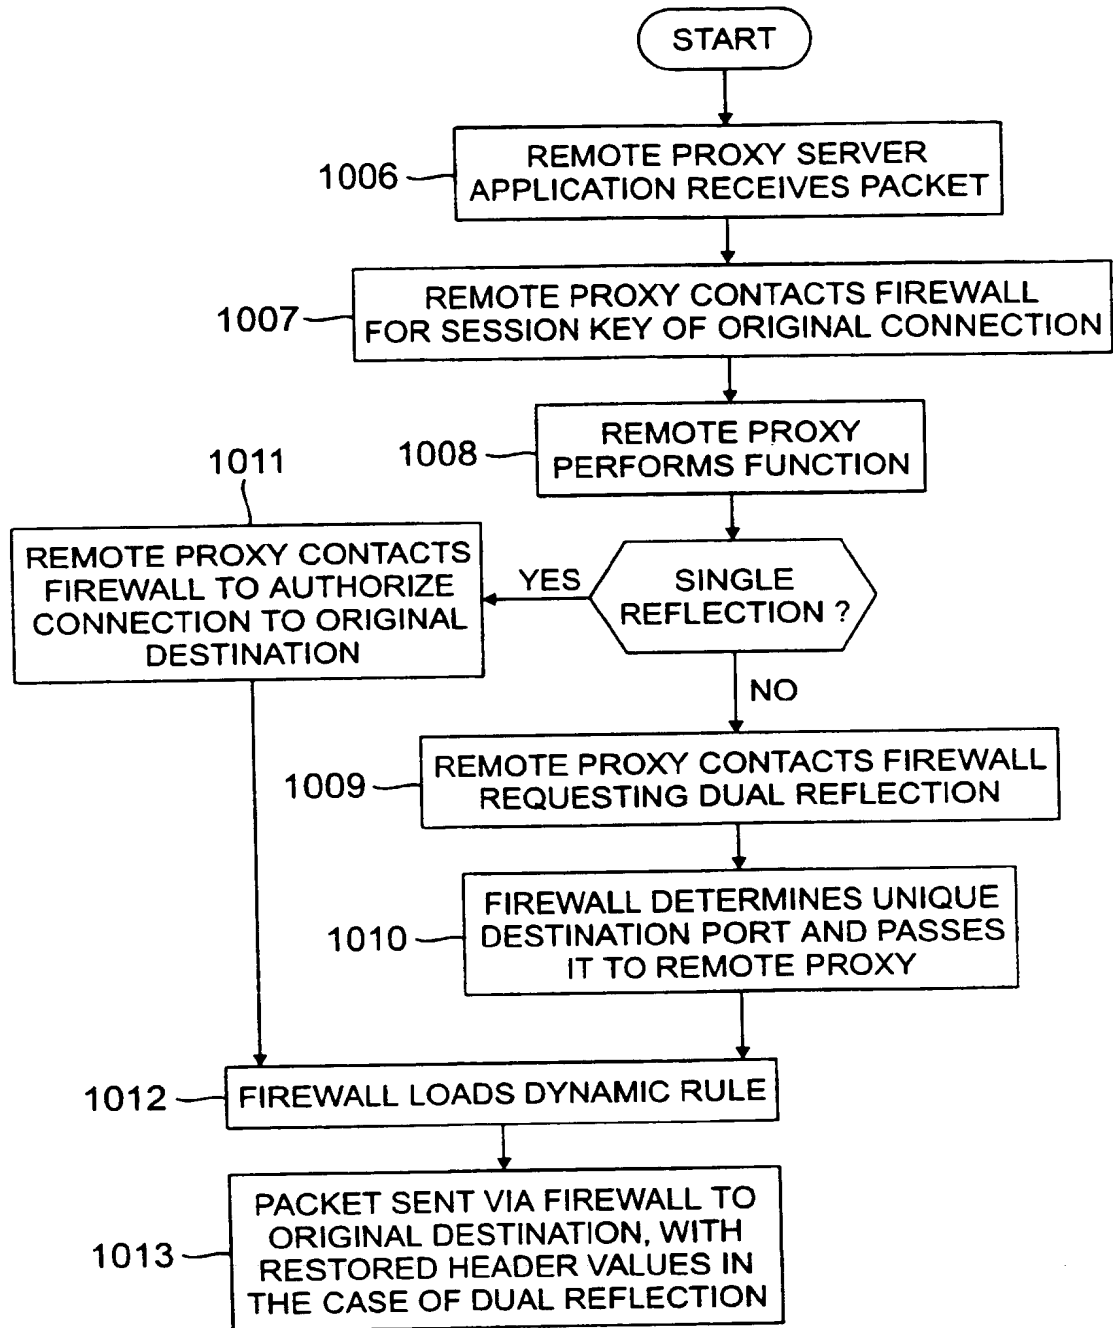 START
1006
REMOTE PROXY SERVER
APPLICATION RECEIVES PACKET
1007
REMOTE PROXY CONTACTS FIREWALL
FOR SESSION KEY OF ORIGINAL CONNECTION
1008
REMOTE PROXY
PERFORMS FUNCTION
1011
REMOTE PROXY CONTACTS
FIREWALL TO AUTHORIZE
CONNECTION TO ORIGINAL
DESTINATION
YES
SINGLE
REFLECTION ?
NO
1009
REMOTE PROXY CONTACTS FIREWALL
REQUESTING DUAL REFLECTION
1010
FIREWALL DETERMINES UNIQUE
DESTINATION PORT AND PASSES
IT TO REMOTE PROXY
1012
FIREWALL LOADS DYNAMIC RULE
1013
PACKET SENT VIA FIREWALL TO
ORIGINAL DESTINATION, WITH
RESTORED HEADER VALUES IN
THE CASE OF DUAL REFLECTION